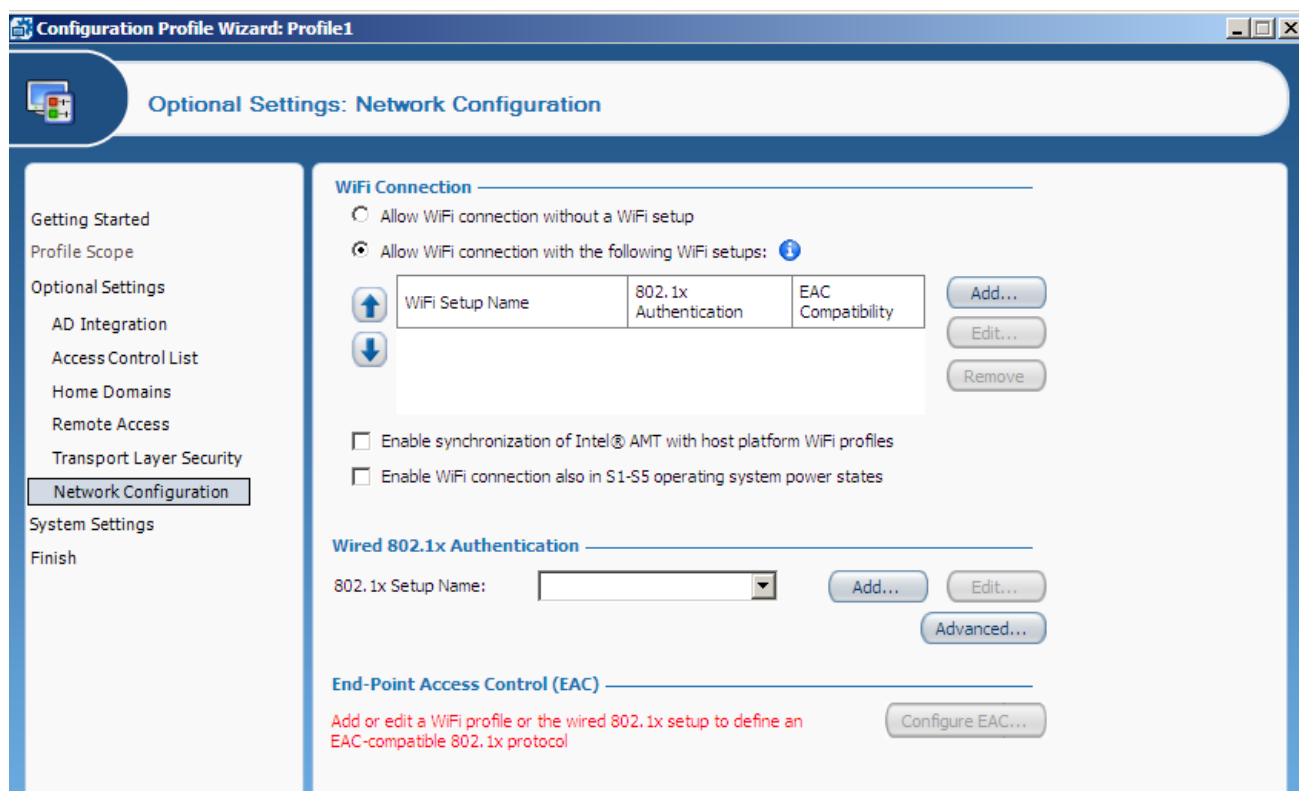 Configuration Profile Wizard: Profile1
Optional Settings: Network Configuration
Getting Started
Profile Scope
Optional Settings
AD Integration
Access Control List
Home Domains
Remote Access
Transport Layer Security
Network Configuration
System Settings
Finish
WiFi Connection
Allow WiFi connection without a WiFi setup
Allow WiFi connection with the following WiFi setups:
WiFi Setup Name
802.1x
Authentication
EAC
Compatibility
Add...
Edit...
Remove
Enable synchronization of Intel® AMT with host platform WiFi profiles
Enable WiFi connection also in S1-S5 operating system power states
Wired 802.1x Authentication
802.1x Setup Name:
Add...
Edit...
Advanced...
End-Point Access Control (EAC)
Add or edit a WiFi profile or the wired 802.1x setup to define an
EAC-compatible 802.1x protocol
Configure EAC...